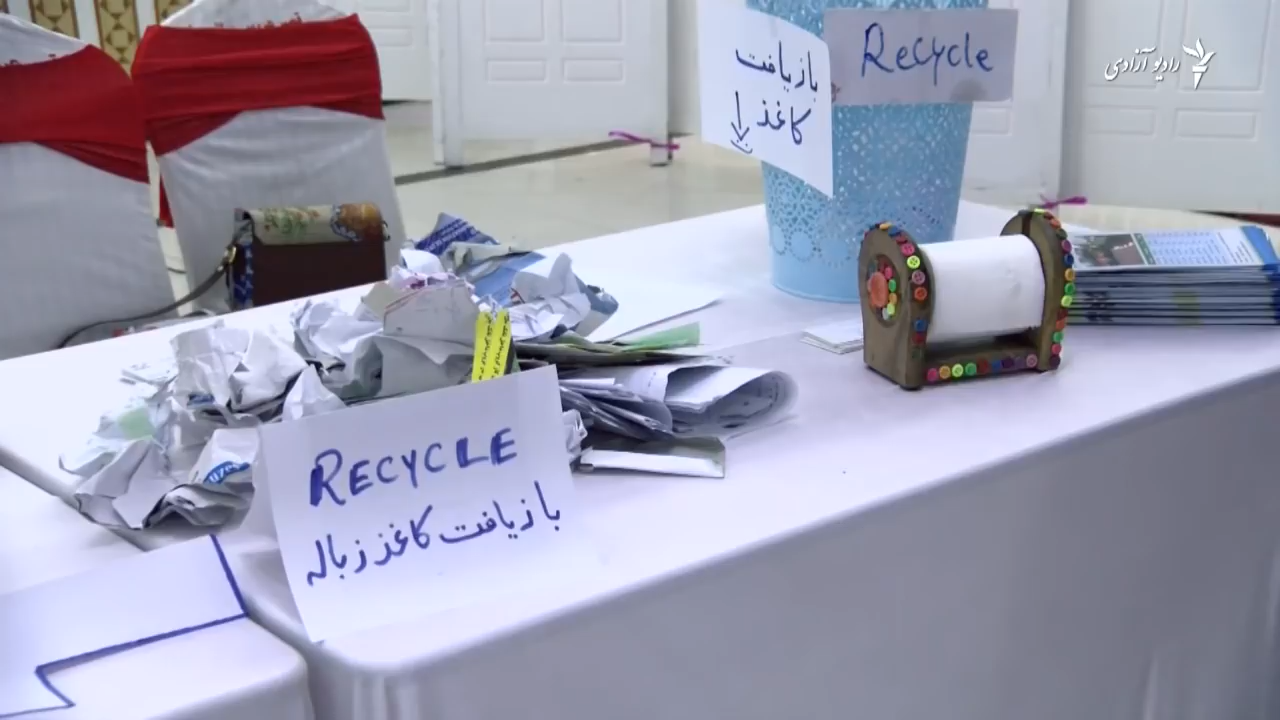 بازیافت
کاغذ
Recycle
رادیو آزادی
RECYCLE
بازیافت کاغذ زباله